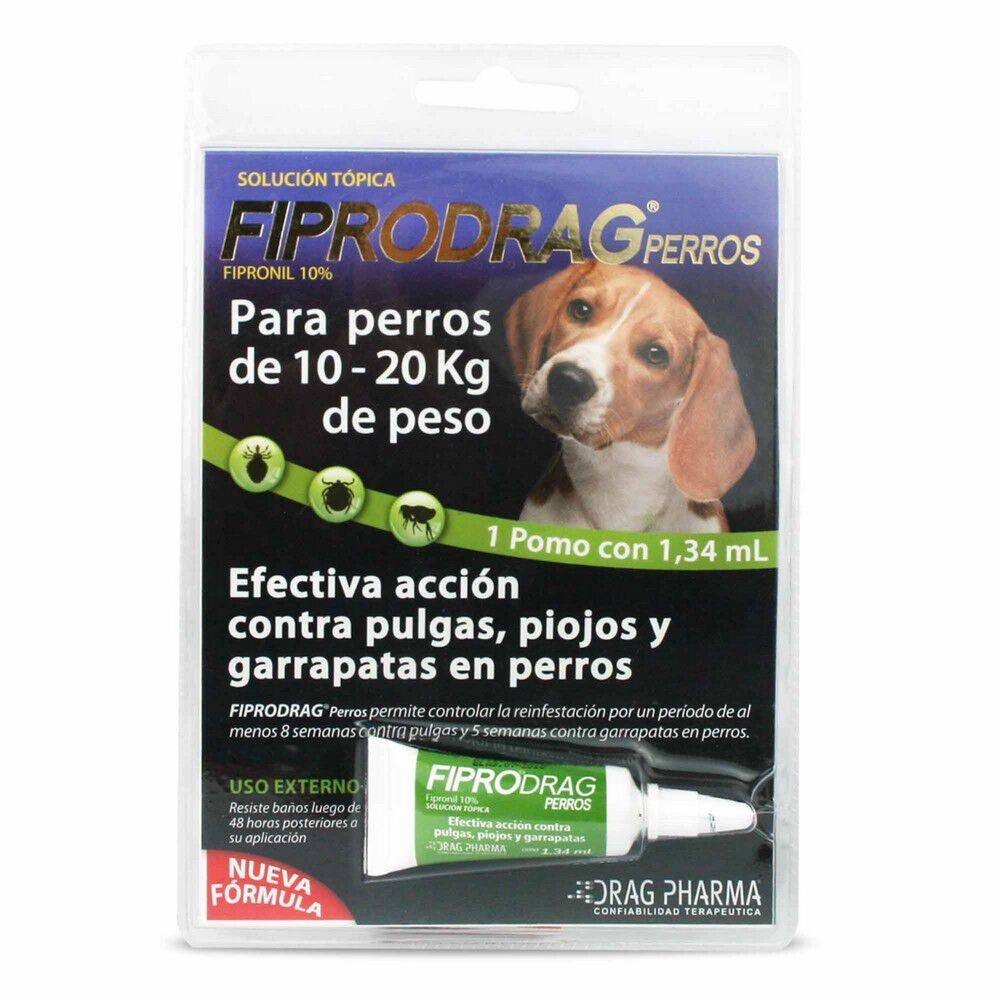 SOLUCIÓN TÓPICA
FIPRODRAG® PERROS
FIPRONIL 10%
Para perros
de 10 - 20 Kg
de peso
1 Pomo con 1,34 mL
Efectiva acción
contra pulgas, piojos y
garrapatas en perros
FIPRODRAG® Perros permite controlar la reinfestación por un período de al
menos 8 semanas contra pulgas y 5 semanas contra garrapatas en perros.
USO EXTERNO
Resiste baños luego de
48 horas posteriores a
su aplicación
NUEVA
FÓRMULA
FIPRODRAG
Fipronil 10%
PERROS
SOLUCIÓN TÓPICA
Efectiva acción contra
pulgas, piojos y garrapatas
DRAG PHARMA
CONT. 1,34 mL
DRAG PHARMA®
CONFIABILIDAD TERAPEUTICA